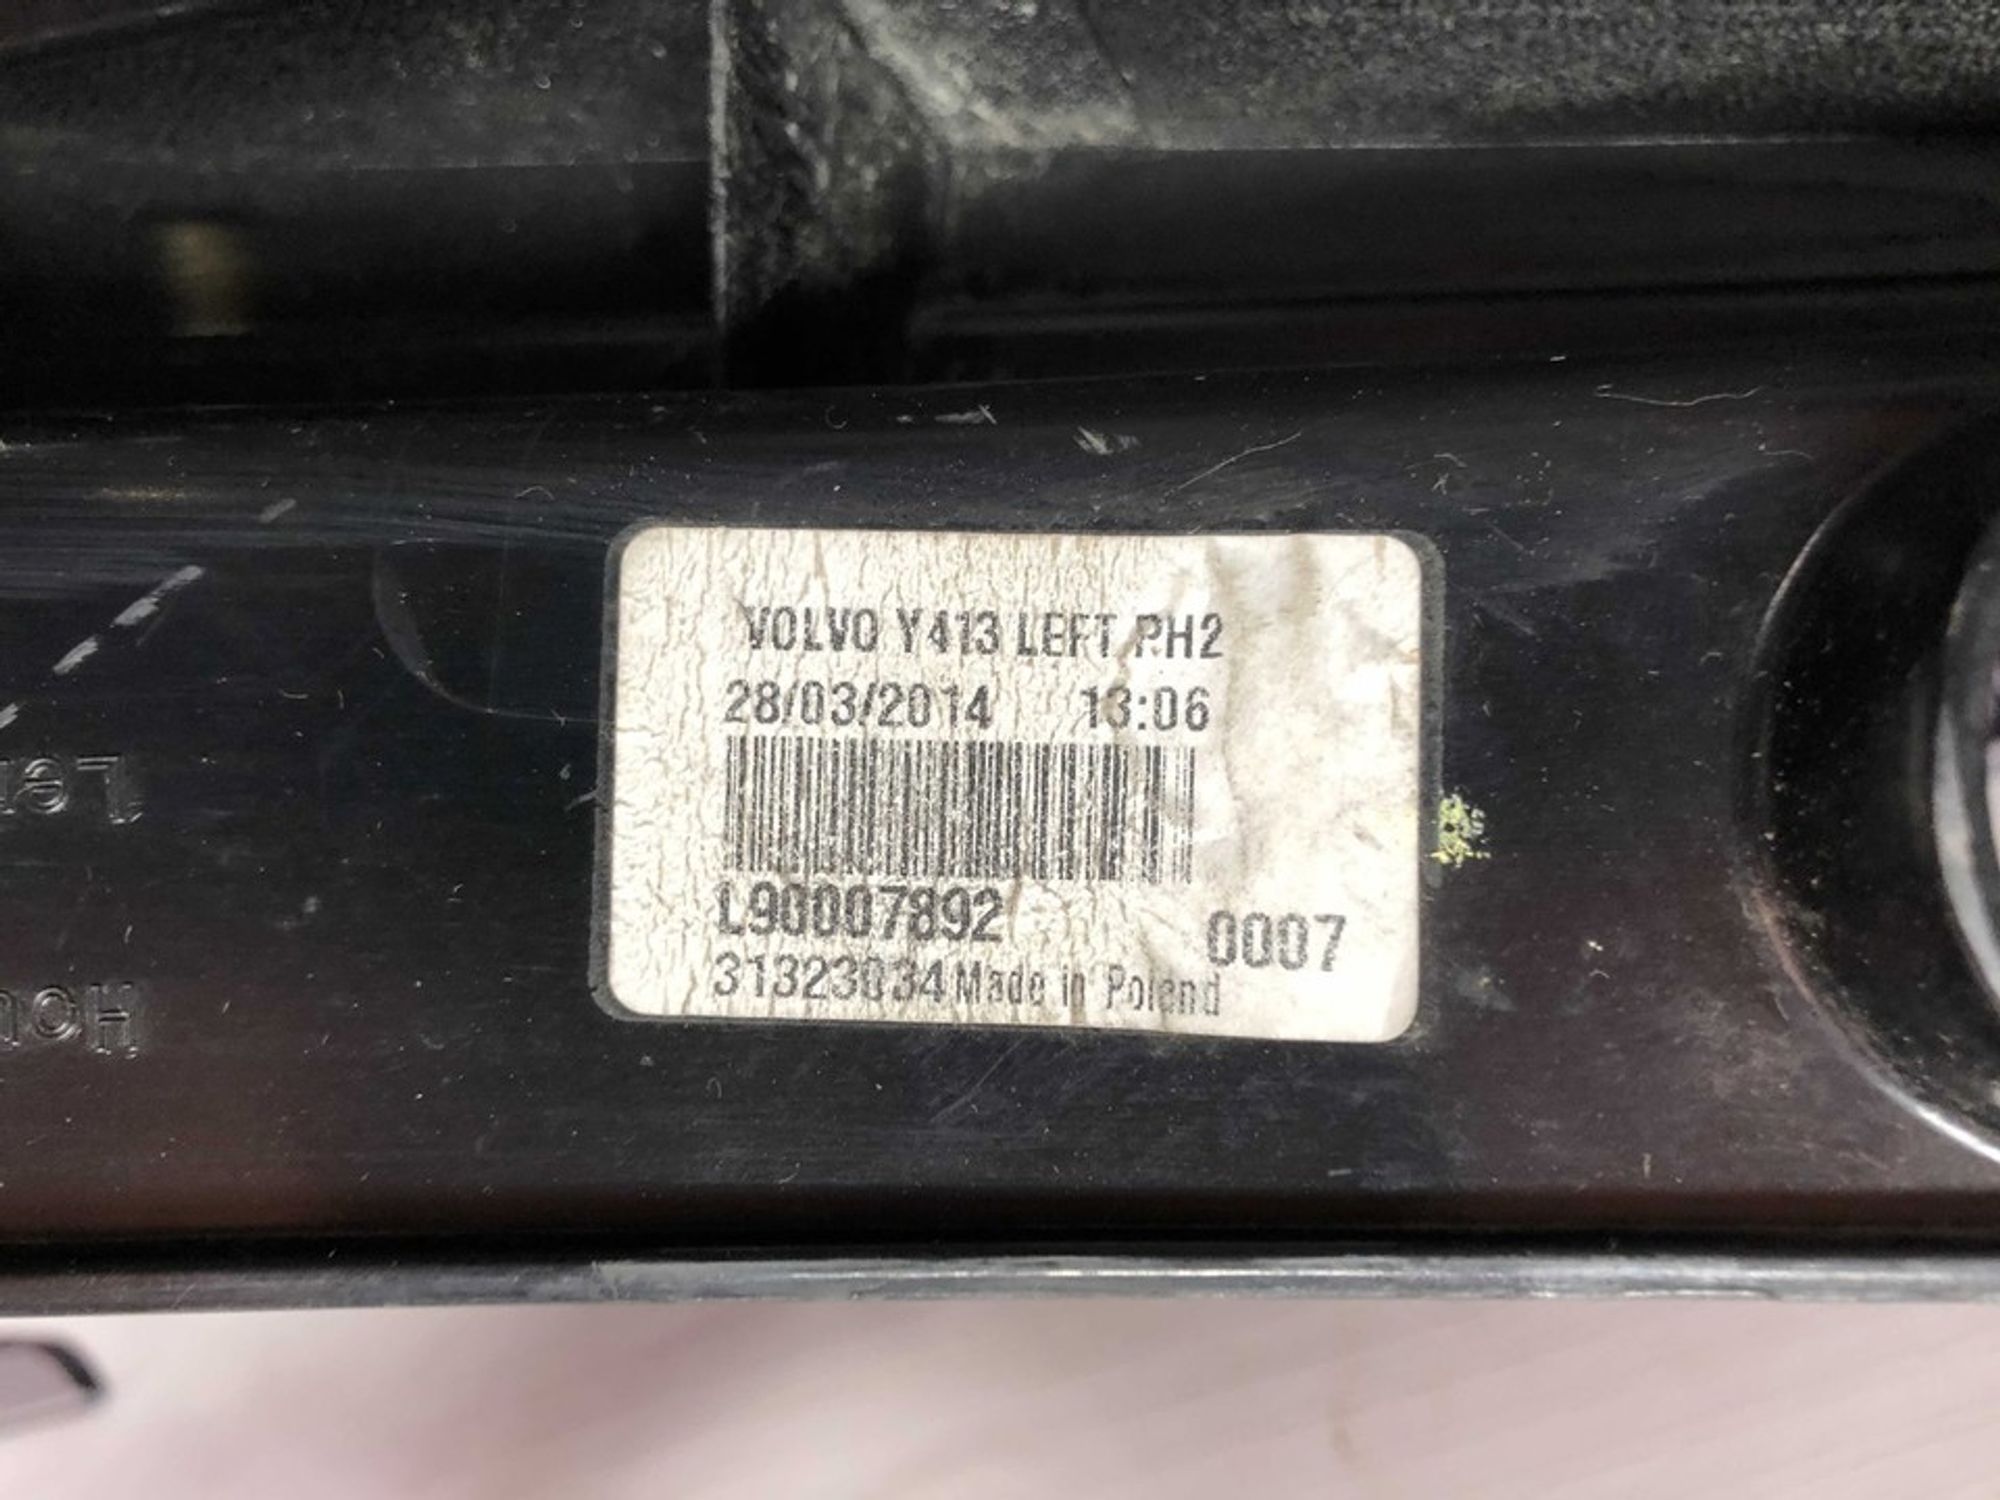 VOLVO Y413 LEFT PH2
28/03/2014 13:06
L90007892 0007
31323034 Made in Poland